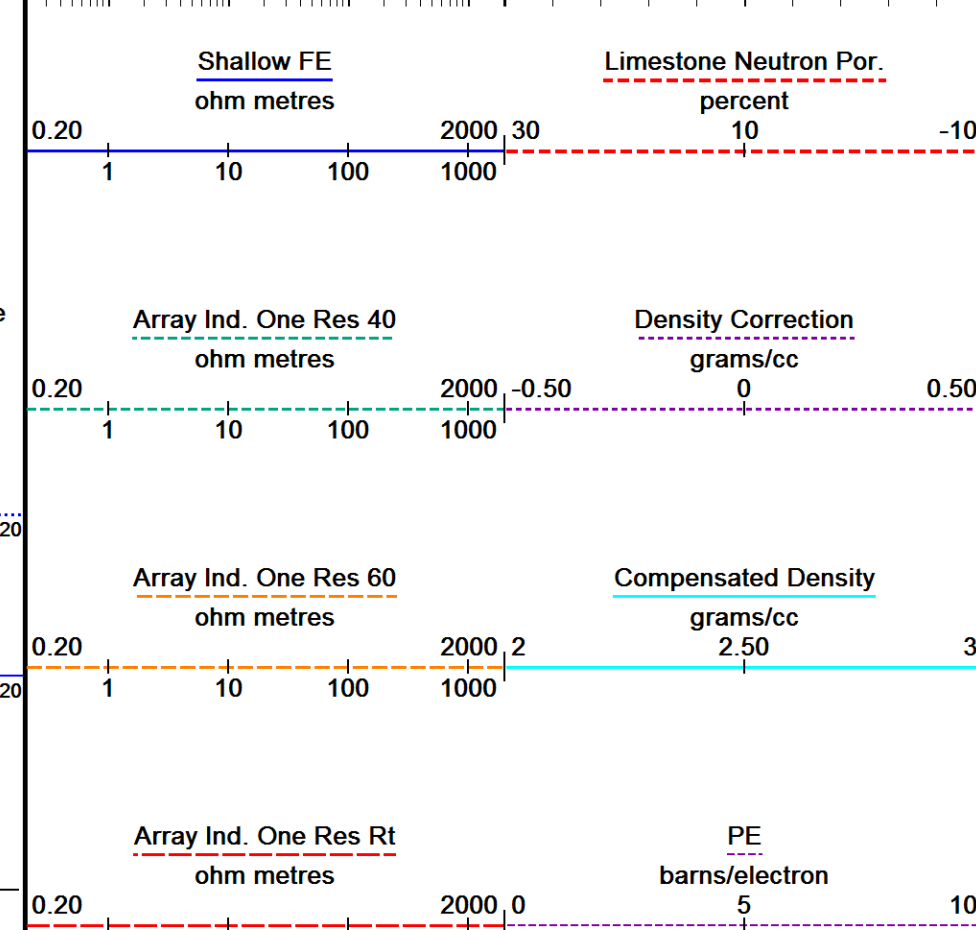 Shallow FE
ohm metres
0.20 2000
1 10 100 1000
Limestone Neutron Por.
percent
30 10 -10
e
Array Ind. One Res 40
ohm metres
0.20 2000
1 10 100 1000
Density Correction
grams/cc
-0.50 0 0.50
20
Array Ind. One Res 60
ohm metres
0.20 2000
1 10 100 1000
Compensated Density
grams/cc
2 2.50 3
20
Array Ind. One Res Rt
ohm metres
0.20 2000
PE
barns/electron
0 5 10